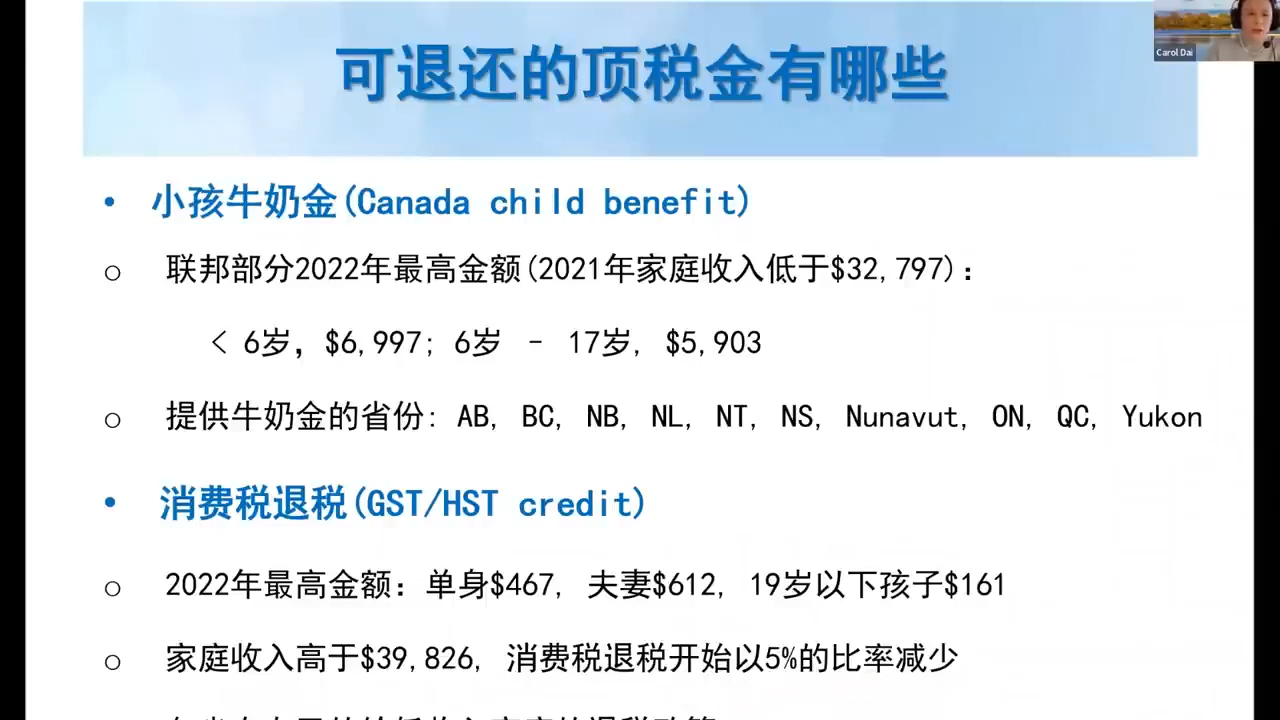 可退还的顶税金有哪些
Carol Dai
• 小孩牛奶金(Canada child benefit)
o 联邦部分2022年最高金额(2021年家庭收入低于$32,797):
< 6岁, $6,997; 6岁 – 17岁, $5,903
o 提供牛奶金的省份: AB, BC, NB, NL, NT, NS, Nunavut, ON, QC, Yukon
• 消费税退税(GST/HST credit)
o 2022年最高金额: 单身$467, 夫妻$612, 19岁以下孩子$161
o 家庭收入高于$39,826, 消费税退税开始以5%的比率减少